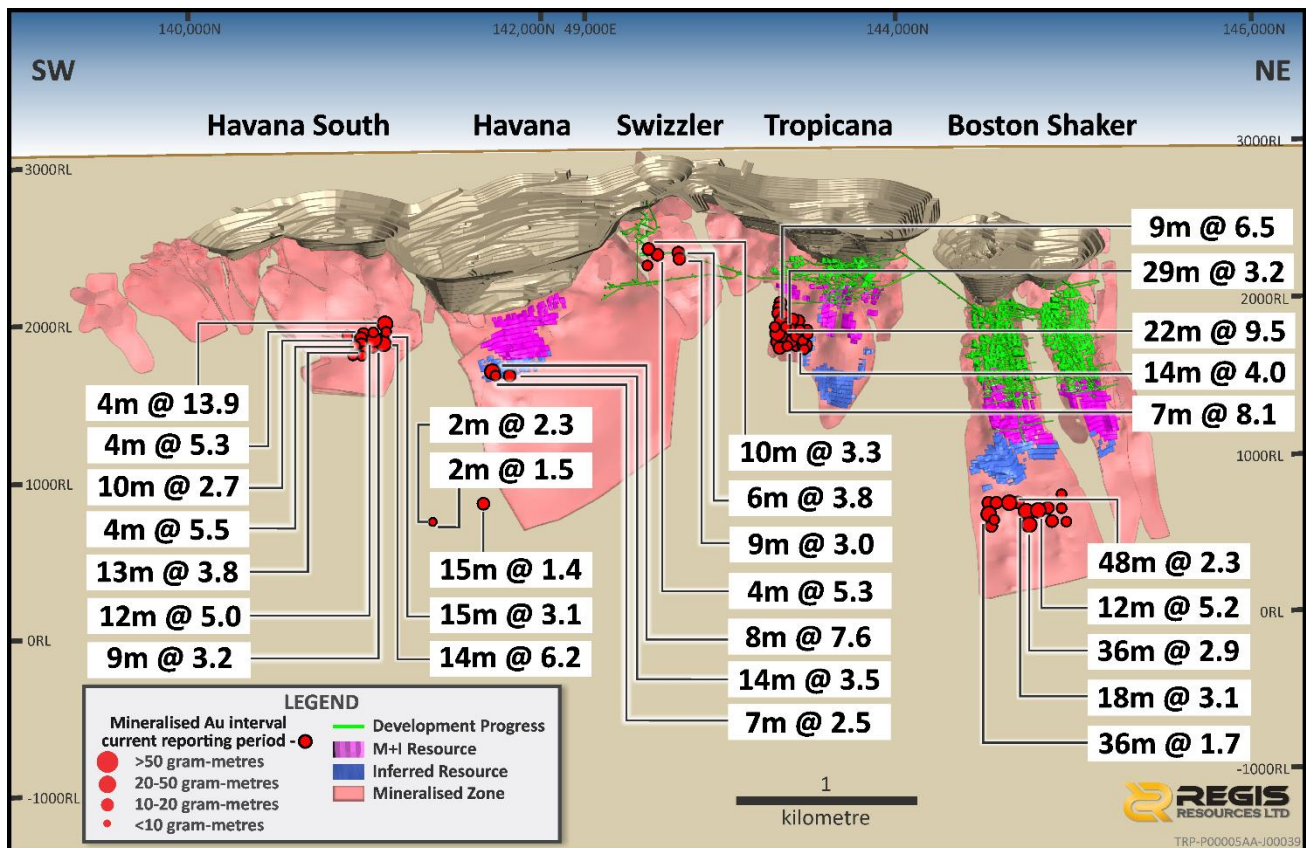 140,000N
142,000N 49,000E
144,000N
146,000N
SW
NE
Havana South
Havana
Swizzler
Tropicana
Boston Shaker
3000RL
3000RL
2000RL
2000RL
1000RL
1000RL
0RL
0RL
-1000RL
-1000RL
4m @ 13.9
4m @ 5.3
10m @ 2.7
4m @ 5.5
13m @ 3.8
12m @ 5.0
9m @ 3.2
2m @ 2.3
2m @ 1.5
15m @ 1.4
15m @ 3.1
14m @ 6.2
10m @ 3.3
6m @ 3.8
9m @ 3.0
4m @ 5.3
8m @ 7.6
14m @ 3.5
7m @ 2.5
9m @ 6.5
29m @ 3.2
22m @ 9.5
14m @ 4.0
7m @ 8.1
48m @ 2.3
12m @ 5.2
36m @ 2.9
18m @ 3.1
36m @ 1.7
LEGEND
Mineralised Au interval
current reporting period -
>50 gram-metres
20-50 gram-metres
10-20 gram-metres
<10 gram-metres
Development Progress
M+I Resource
Inferred Resource
Mineralised Zone
1
kilometre
REGIS
RESOURCES LTD
TRP-P00005AA-J00039